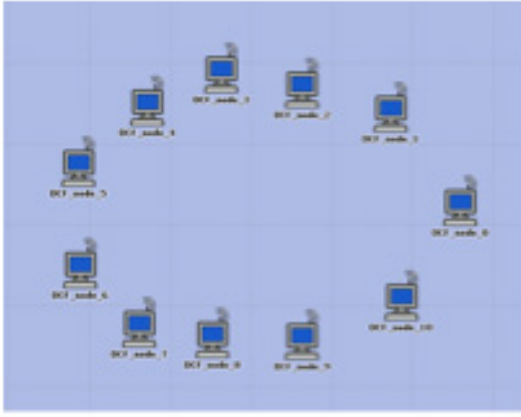 DCF_node_3
DCF_node_2
DCF_node_4
DCF_node_1
DCF_node_5
DCF_node_0
DCF_node_6
DCF_node_10
DCF_node_7
DCF_node_8
DCF_node_9